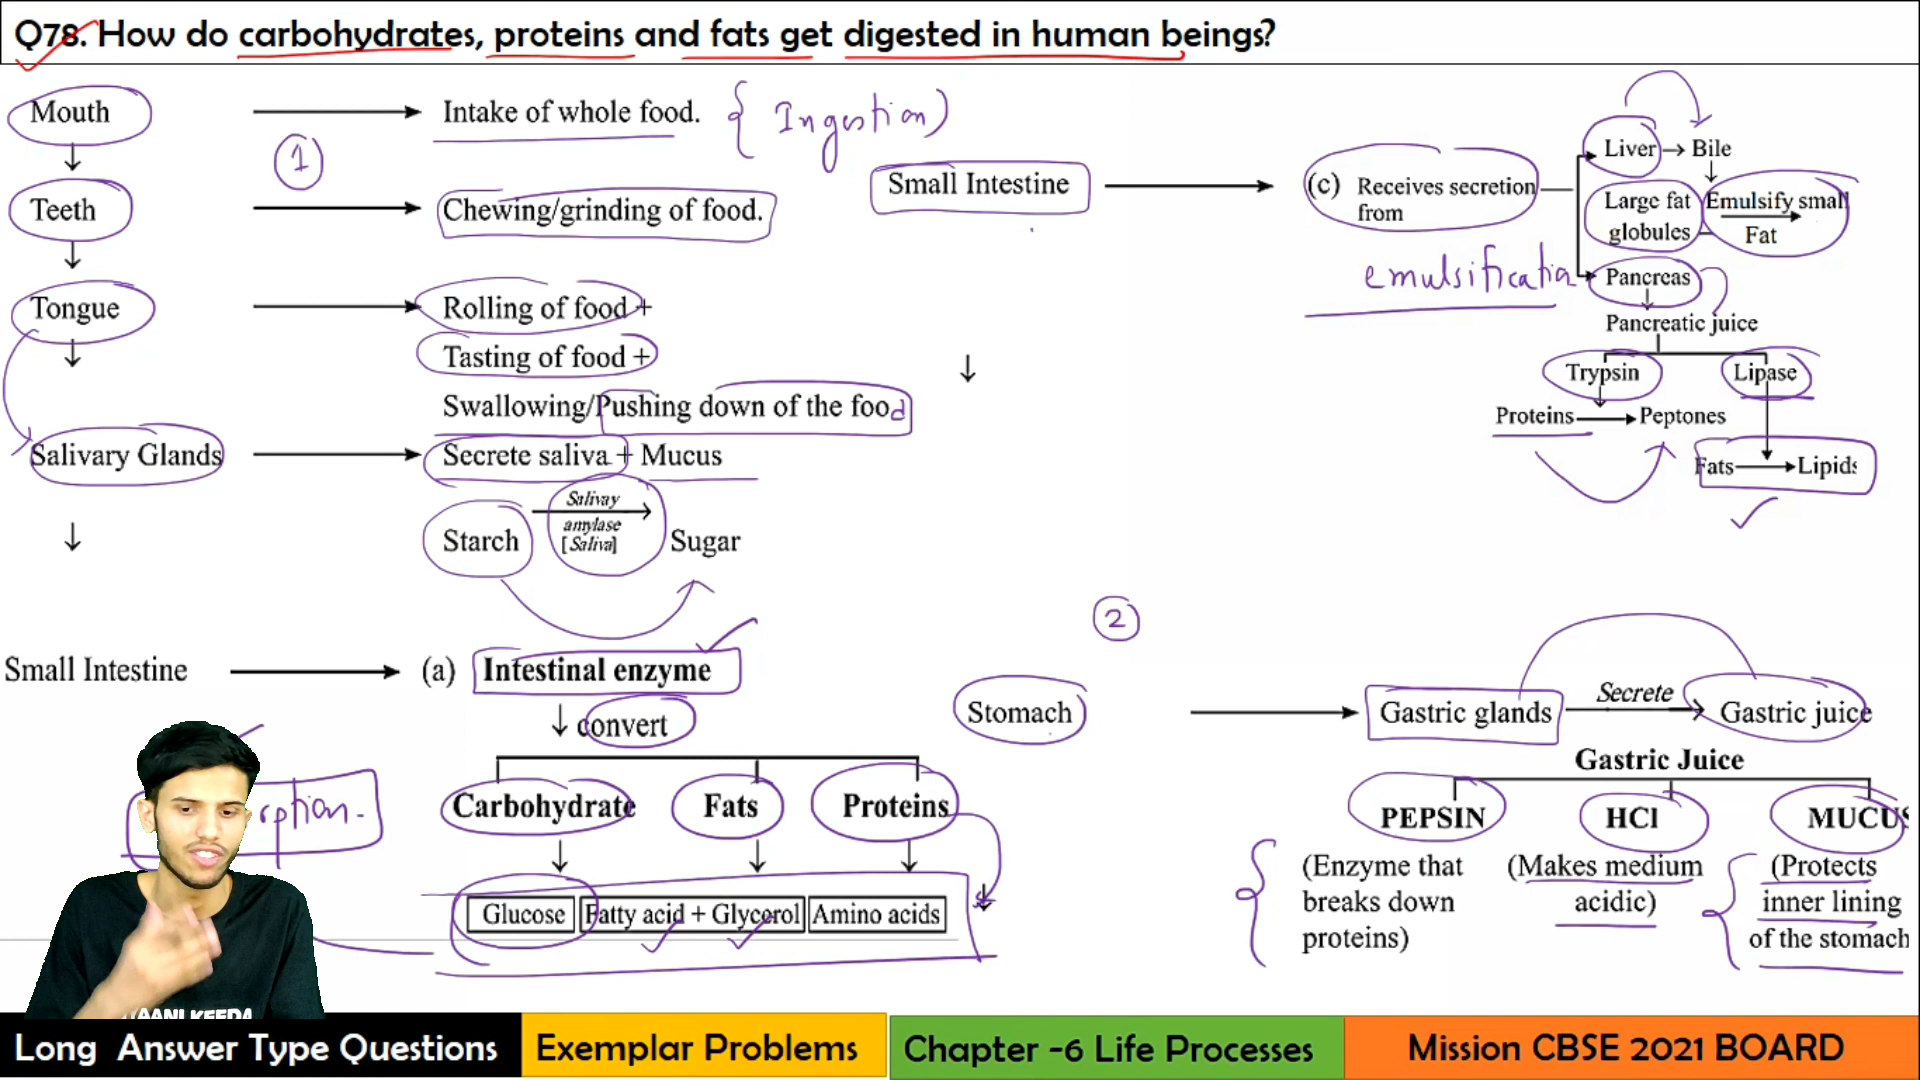 Q78. How do carbohydrates, proteins and fats get digested in human beings?
Mouth
Intake of whole food.
{ Ingestion)
1
Teeth
Chewing/grinding of food.
Tongue
Rolling of food +
Tasting of food +
Swallowing/Pushing down of the food
Salivary Glands
Secrete saliva + Mucus
Starch
Salivay
amylase
[Saliva]
Sugar
Small Intestine
(c) Receives secretion
from
Liver → Bile
Large fat
globules
Emulsify small
Fat
emulsification
Pancreas
Pancreatic juice
Trypsin
Lipase
Proteins
Peptones
Fats
Lipids
Small Intestine
(a) Intestinal enzyme
convert
Carbohydrate
Fats
Proteins
Glucose
Fatty acid + Glycerol
Amino acids
2
Stomach
Gastric glands
Secrete
Gastric juice
Gastric Juice
PEPSIN
HCl
MUCUS
(Enzyme that
breaks down
proteins)
(Makes medium
acidic)
(Protects
inner lining
of the stomach
Long Answer Type Questions
Exemplar Problems
Chapter -6 Life Processes
Mission CBSE 2021 BOARD